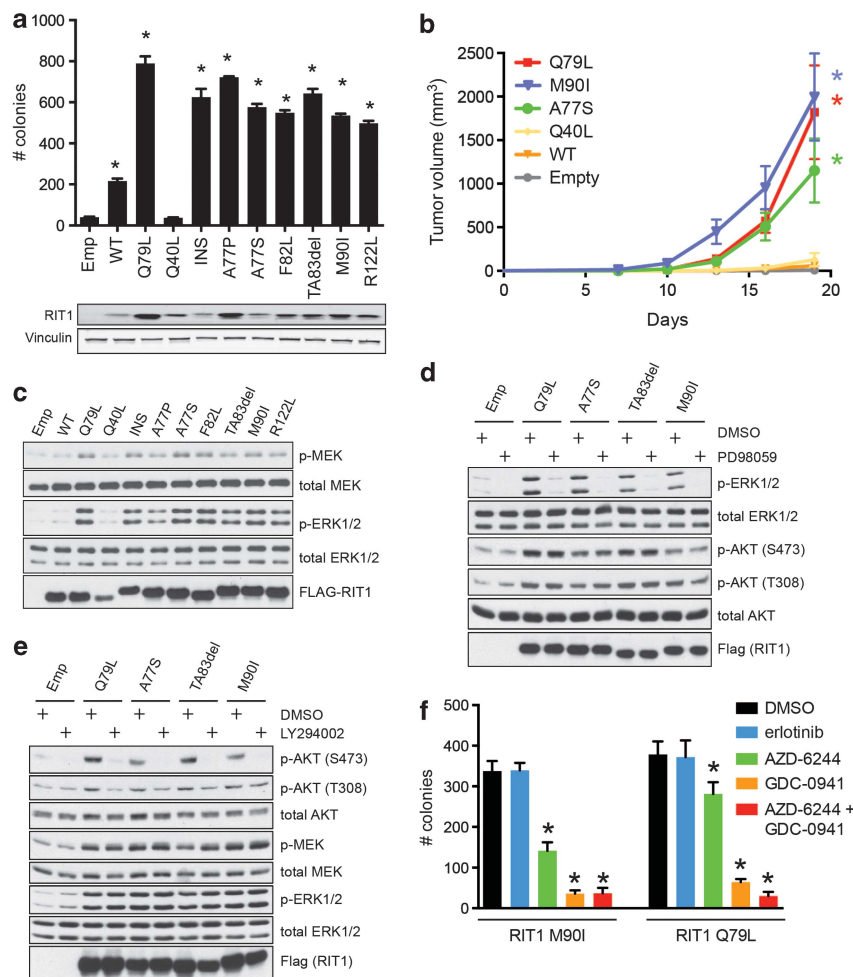 a
1000
800
600
400
200
0
# colonies
* * * * * * * * *
Emp WT Q79L Q40L INS A77P A77S F82L TA83del M90I R122L
RIT1
Vinculin
b
2500
2000
1500
1000
500
0
Tumor volume (mm3)
Q79L
M90I
A77S
Q40L
WT
Empty
*
*
*
0 5 10 15 20
Days
c
Emp WT Q79L Q40L INS A77P A77S F82L TA83del M90I R122L
p-MEK
total MEK
p-ERK1/2
total ERK1/2
FLAG-RIT1
d
Emp Q79L A77S TA83del M90I
+ + + + + DMSO
+ + + + + PD98059
p-ERK1/2
total ERK1/2
p-AKT (S473)
p-AKT (T308)
total AKT
Flag (RIT1)
e
Emp Q79L A77S TA83del M90I
+ + + + + DMSO
+ + + + + LY294002
p-AKT (S473)
p-AKT (T308)
total AKT
p-MEK
total MEK
p-ERK1/2
total ERK1/2
Flag (RIT1)
f
500
400
300
200
100
0
# colonies
DMSO
erlotinib
AZD-6244
GDC-0941
AZD-6244 +
GDC-0941
* * * * * *
RIT1 M90I RIT1 Q79L